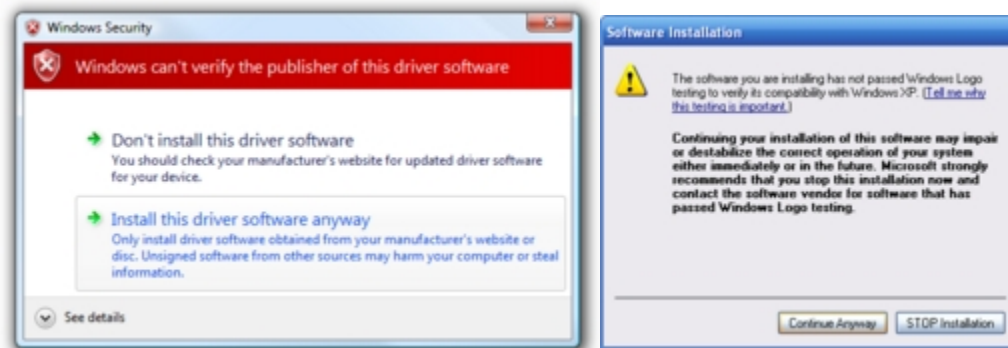 Windows Security
Windows can't verify the publisher of this driver software
Don't install this driver software
You should check your manufacturer's website for updated driver software
for your device.
Install this driver software anyway
Only install driver software obtained from your manufacturer's website or
disc. Unsigned software from other sources may harm your computer or steal
information.
See details
Software Installation
The software you are installing has not passed Windows Logo
testing to verify its compatibility with Windows XP. (Tell me why
this testing is important.)
Continuing your installation of this software may impair
or destabilize the correct operation of your system
either immediately or in the future. Microsoft strongly
recommends that you stop this installation now and
contact the software vendor for software that has
passed Windows Logo testing.
Continue Anyway
STOP Installation